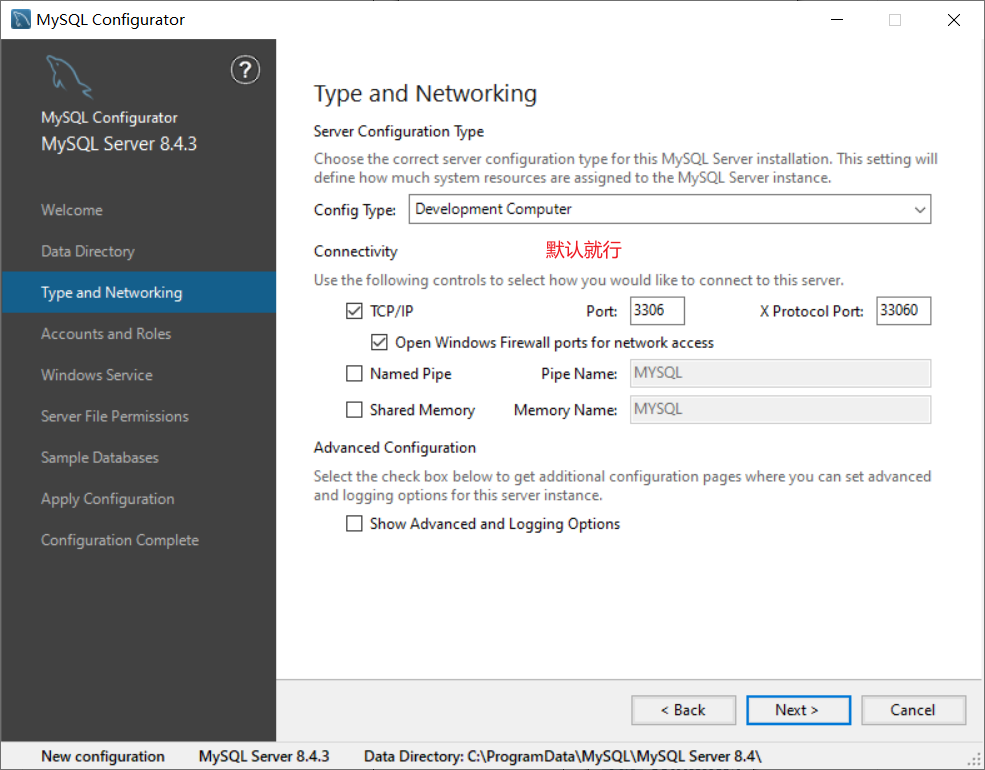 MySQL Configurator
?
MySQL Configurator
MySQL Server 8.4.3
Welcome
Data Directory
Type and Networking
Accounts and Roles
Windows Service
Server File Permissions
Sample Databases
Apply Configuration
Configuration Complete
Type and Networking
Server Configuration Type
Choose the correct server configuration type for this MySQL Server installation. This setting will
define how much system resources are assigned to the MySQL Server instance.
Config Type: Development Computer
Connectivity 默认就行
Use the following controls to select how you would like to connect to this server.
TCP/IP Port: 3306 X Protocol Port: 33060
Open Windows Firewall ports for network access
Named Pipe Pipe Name: MYSQL
Shared Memory Memory Name: MYSQL
Advanced Configuration
Select the check box below to get additional configuration pages where you can set advanced
and logging options for this server instance.
Show Advanced and Logging Options
< Back Next > Cancel
New configuration MySQL Server 8.4.3 Data Directory: C:\ProgramData\MySQL\MySQL Server 8.4\